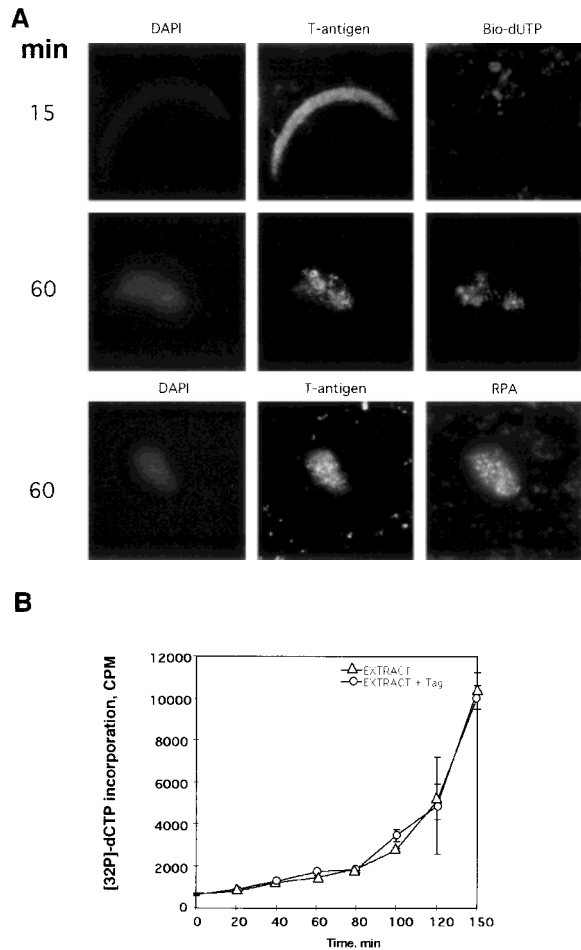 A
DAPI T-antigen Bio-dUTP
min
15
60
DAPI T-antigen RPA
60
B
12000
EXTRACT
EXTRACT + Tag
10000
8000
6000
4000
2000
0
[32P]-dCTP incorporation, CPM
0 20 40 60 80 100 120 150
Time, min